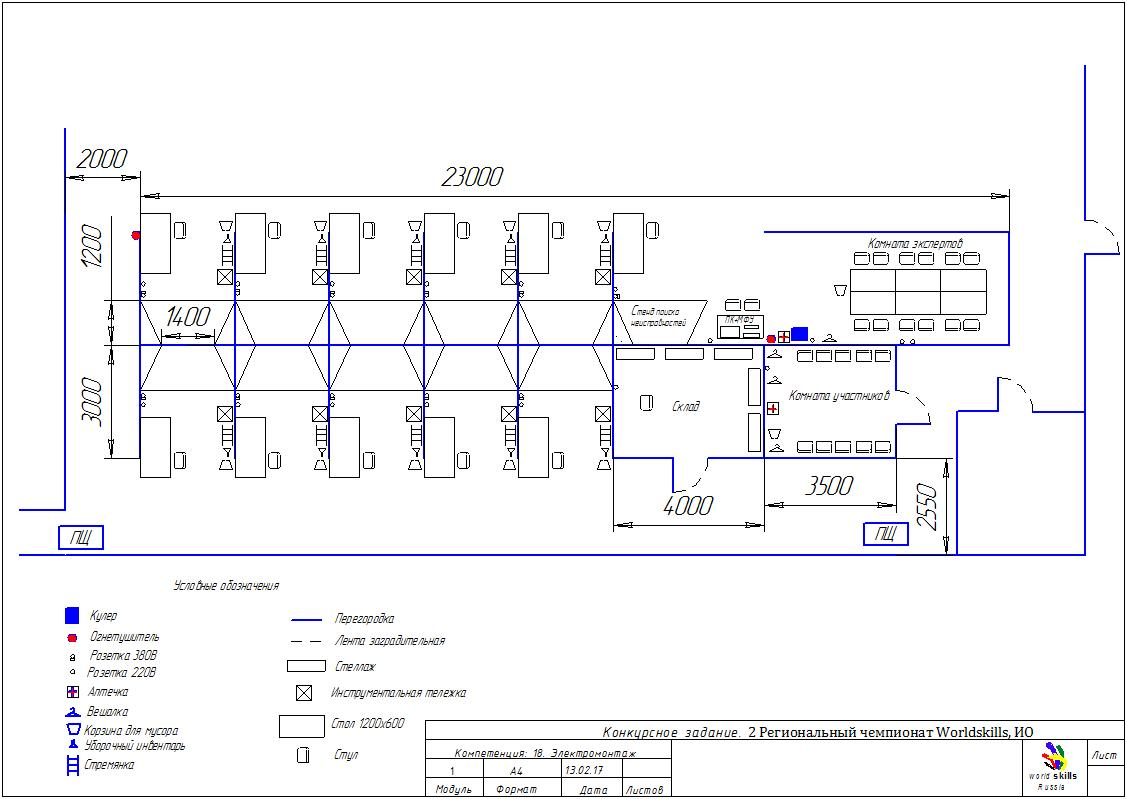 2000
23000
1200
1400
3000
Комната экспертов
Стенд поиска
неисправностей
ПК+МФУ
Склад
Комната участников
4000
3500
2550
ПЩ
ПЩ
Условные обозначения
Кулер
Огнетушитель
Розетка 380В
Розетка 220В
Аптечка
Вешалка
Корзина для мусора
Уборочный инвентарь
Стремянка
Перегородка
Лента заградительная
Стеллаж
Инструментальная тележка
Стол 1200х600
Стул
Конкурсное задание. 2 Региональный чемпионат Worldskills, ИО
Компетенция: 18. Электромонтаж
1 А4 13.02.17
Модуль Формат Дата Листов
world skills
Russia
Лист